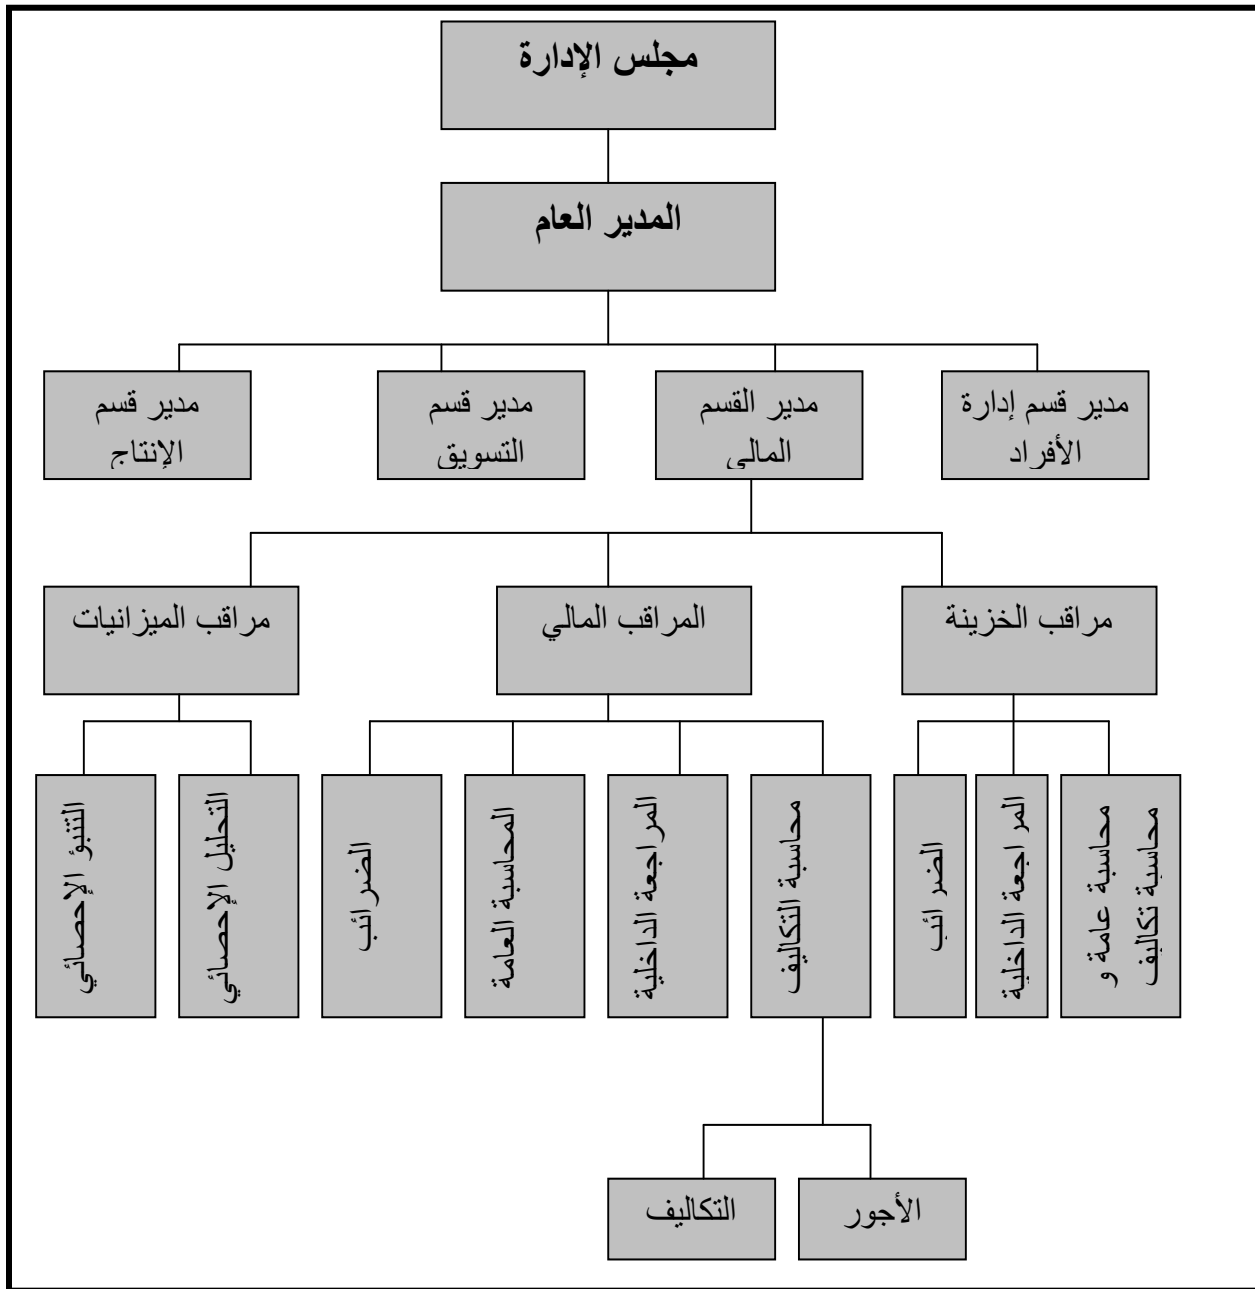 مجلس الإدارة
المدير العام
مدير قسم إدارة
الأفراد
مدير القسم
المالي
مدير قسم
التسويق
مدير قسم
الإنتاج
مراقب الخزينة
المراقب المالي
مراقب الميزانيات
محاسبة عامة و
محاسبة تكاليف
المراجعة الداخلية
الضرائب
محاسبة التكاليف
المراجعة الداخلية
المحاسبة العامة
الضرائب
التحليل الإحصائي
التنبؤ الإحصائي
الأجور
التكاليف